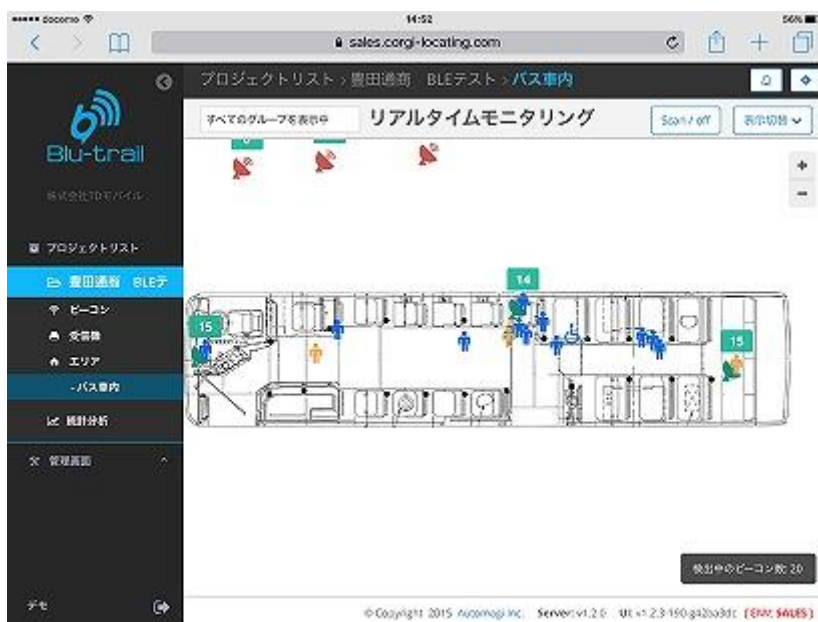 docomo 14:52 56%
sales.corgi-locating.com
Blu-trail
株式会社TDモバイル
プロジェクトリスト › 豊田通商 BLEテスト › バス車内
すべてのグループを表示中 リアルタイムモニタリング Scan / off 表示切替
+
-
プロジェクトリスト
豊田通商 BLEテ
ビーコン
受信機
エリア
- バス車内
統計分析
管理画面
14
15
15
検出中のビーコン数: 20
デモ
© Copyright 2015 Automagi Inc. Server: v1.2.0 UI: v1.2.3-190-g42ba3dc [ ENV: SALES ]